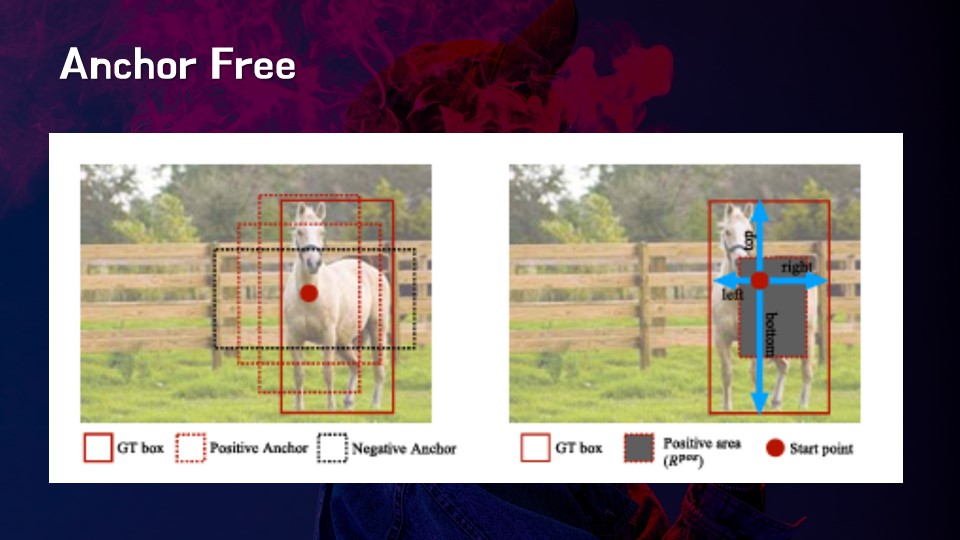 Anchor Free
top
right
left
bottom
GT box
Positive Anchor
Negative Anchor
GT box
Positive area
(R^pos)
Start point